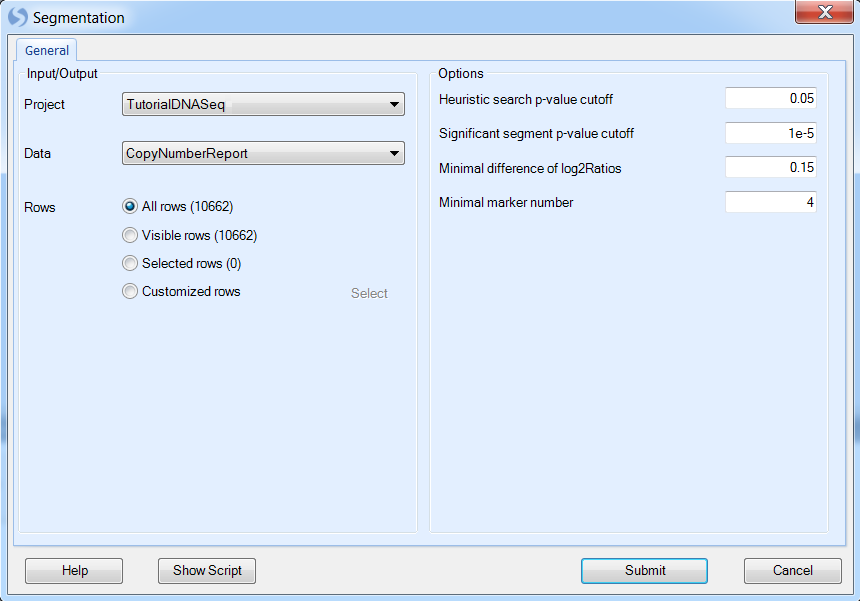 Segmentation
General
Input/Output
Project
TutorialDNASeq
Data
CopyNumberReport
Rows
All rows (10662)
Visible rows (10662)
Selected rows (0)
Customized rows
Select
Options
Heuristic search p-value cutoff
0.05
Significant segment p-value cutoff
1e-5
Minimal difference of log2Ratios
0.15
Minimal marker number
4
Help
Show Script
Submit
Cancel